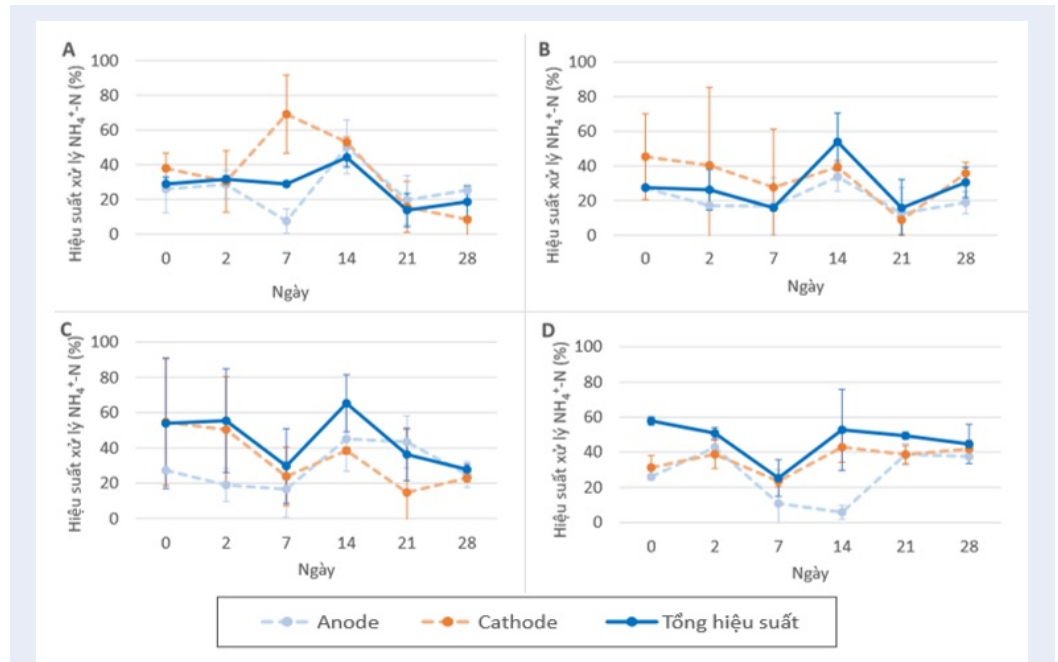 A
Hiệu suất xử lý NH₄⁺-N (%)
100
80
60
40
20
0
0 2 7 14 21 28
Ngày
B
Hiệu suất xử lý NH₄⁺-N (%)
100
80
60
40
20
0
0 2 7 14 21 28
Ngày
C
Hiệu suất xử lý NH₄⁺-N (%)
100
80
60
40
20
0
0 2 7 14 21 28
Ngày
D
Hiệu suất xử lý NH₄⁺-N (%)
100
80
60
40
20
0
0 2 7 14 21 28
Ngày
Anode Cathode Tổng hiệu suất